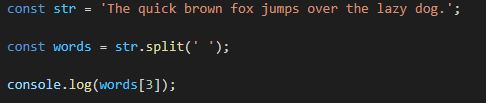 const str = 'The quick brown fox jumps over the lazy dog.';
const words = str.split(' ');
console.log(words[3]);